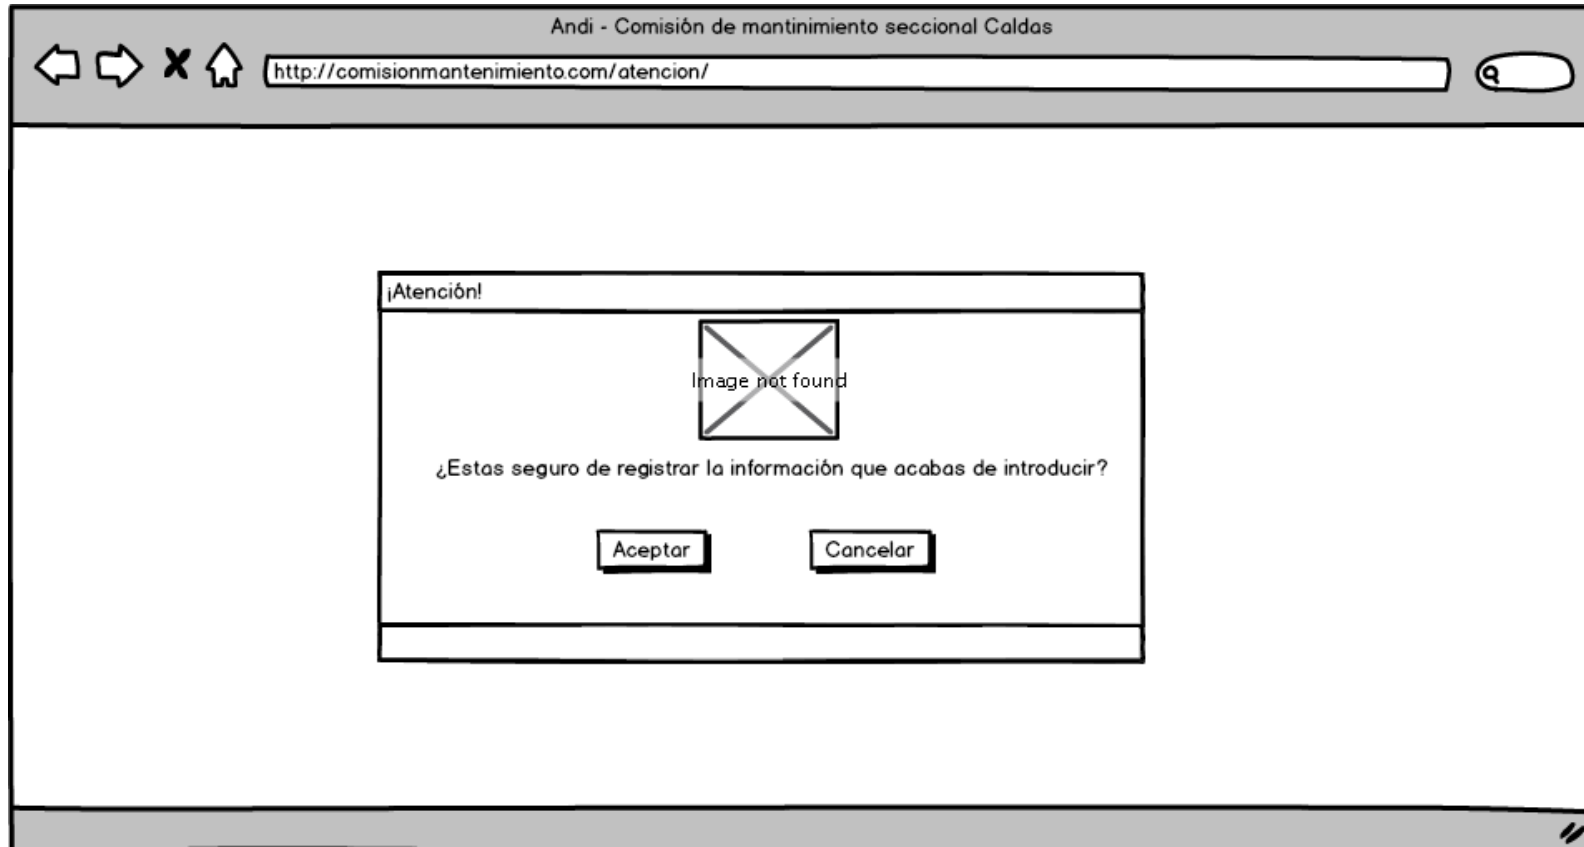 Andi - Comisión de mantinimiento seccional Caldas
http://comisionmantenimiento.com/atencion/
¡Atención!
Image not found
¿Estas seguro de registrar la información que acabas de introducir?
Aceptar
Cancelar